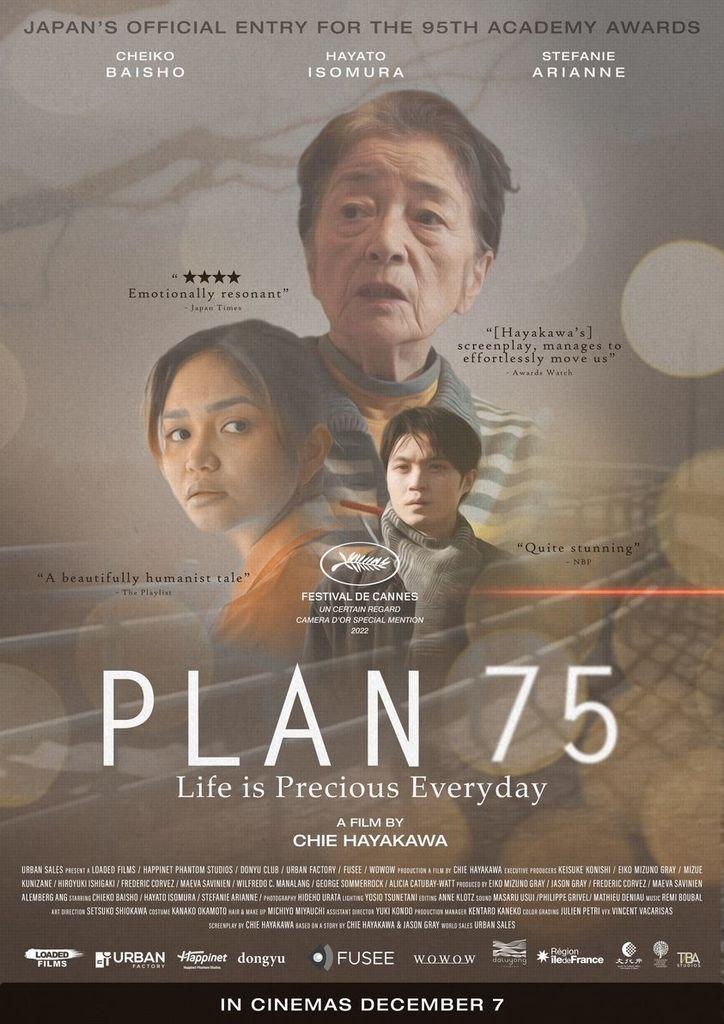 JAPAN'S OFFICIAL ENTRY FOR THE 95TH ACADEMY AWARDS
CHEIKO
BAISHO
HAYATO
ISOMURA
STEFANIE
ARIANNE
“ ★★★★
Emotionally resonant”
- Japan Times
“[Hayakawa's]
screenplay, manages to
effortlessly move us”
- Awards Watch
“Quite stunning”
- NBP
“A beautifully humanist tale”
- The Playlist
FESTIVAL DE CANNES
UN CERTAIN REGARD
CAMERA D'OR SPECIAL MENTION
2022
PLAN 75
Life is Precious Everyday
A FILM BY
CHIE HAYAKAWA
URBAN SALES PRESENT A LOADED FILMS / HAPPINET PHANTOM STUDIOS / DONYU CLUB / URBAN FACTORY / FUSEE / WOWOW PRODUCTION A FILM BY CHIE HAYAKAWA EXECUTIVE PRODUCERS KEISUKE KONISHI / EIKO MIZUNO GRAY / MIZUE
KUNIZANE / HIROYUKI ISHIGAKI / FREDERIC CORVEZ / MAEVA SAVINIEN / WILFREDO C. MANALANG / GEORGE SOMMERROCK / ALICIA CATUBAY-WATT PRODUCED BY EIKO MIZUNO GRAY / JASON GRAY / FREDERIC CORVEZ / MAEVA SAVINIEN
ALEMBERG ANG STARRING CHIEKO BAISHO / HAYATO ISOMURA / STEFANIE ARIANNE / PHOTOGRAPHY HIDEHO URATA LIGHTING YOSIO TSUNETANI EDITING ANNE KLOTZ SOUND MASARU USUI /PHILIPPE GRIVEL/ MATHIEU DENIAU MUSIC REMI BOUBAL
ART DIRECTION SETSUKO SHIOKAWA COSTUME KANAKO OKAMOTO HAIR & MAKE UP MICHIYO MIYAUCHI ASSISTANT DIRECTOR YUKI KONDO PRODUCTION MANAGER KENTARO KANEKO COLOR GRADING JULIEN PETRI VFX VINCENT VACARISAS
SCREENPLAY BY CHIE HAYAKAWA BASED ON A STORY BY CHIE HAYAKAWA & JASON GRAY WORLD SALES URBAN SALES
LOADED
FILMS
URBAN
FACTORY
Happinet
Happinet Phantom Studios
dongyu
FUSEE
WOWOW
daluyong
Région
îledeFrance
文化庁
TBA
STUDIOS
IN CINEMAS DECEMBER 7